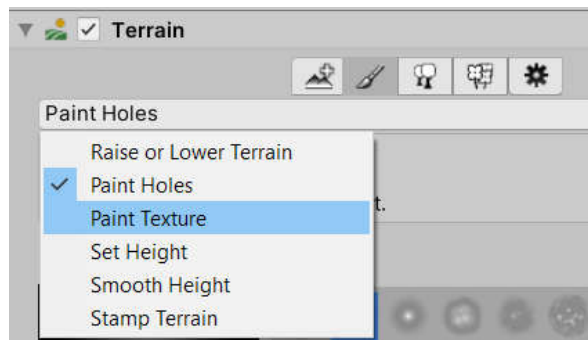 Terrain
Paint Holes
Raise or Lower Terrain
Paint Holes
t.
Paint Texture
Set Height
Smooth Height
Stamp Terrain